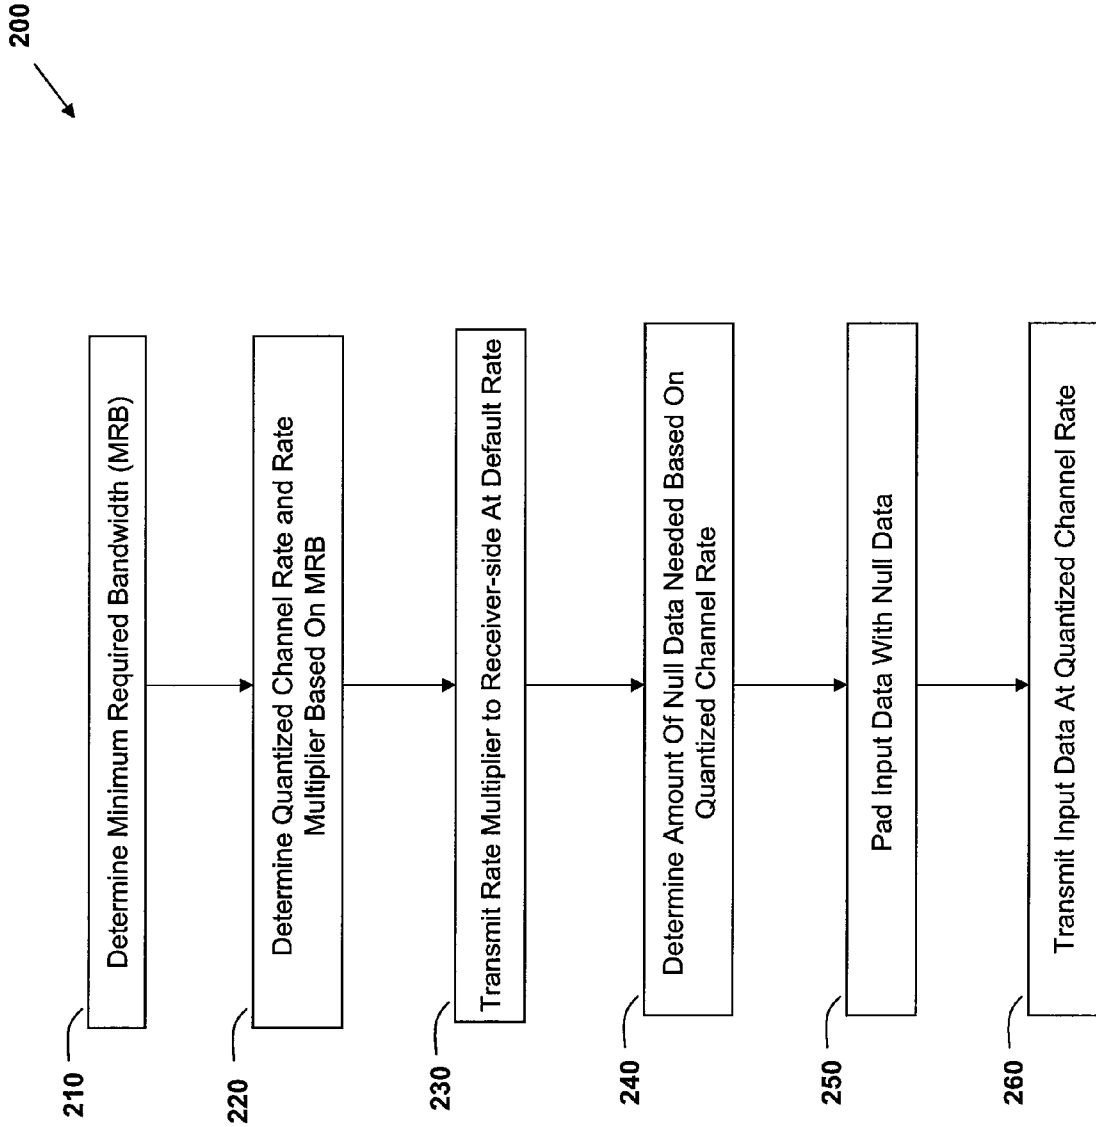 200
210
Determine Minimum Required Bandwidth (MRB)
220
Determine Quantized Channel Rate and Rate
Multiplier Based On MRB
230
Transmit Rate Multiplier to Receiver-side At Default Rate
240
Determine Amount Of Null Data Needed Based On
Quantized Channel Rate
250
Pad Input Data With Null Data
260
Transmit Input Data At Quantized Channel Rate